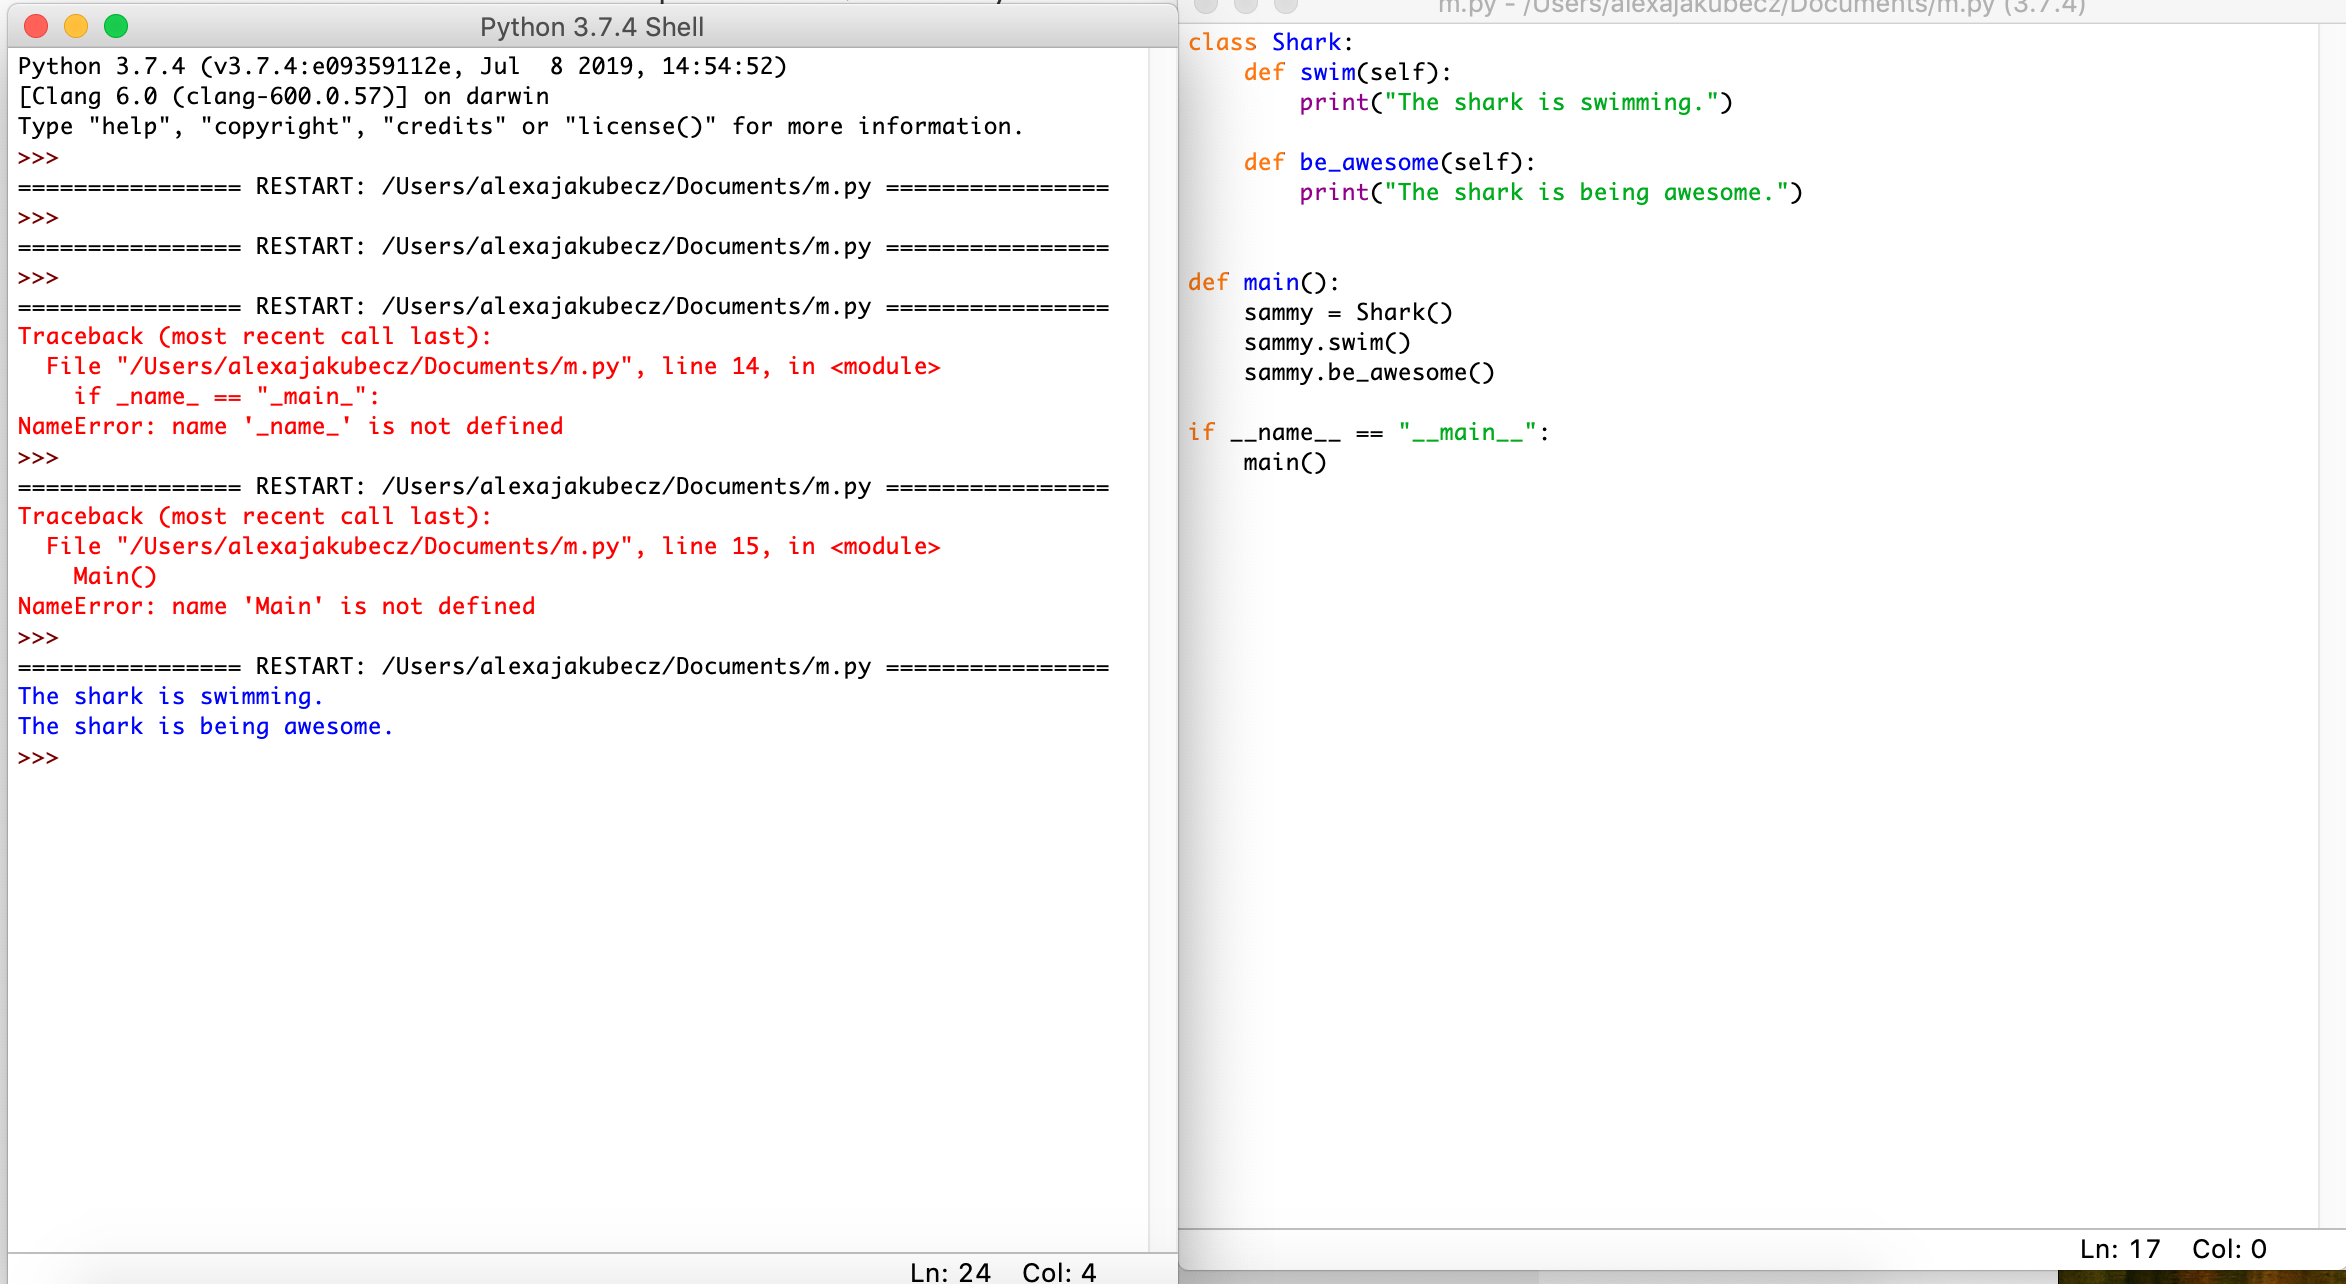 Python 3.7.4 Shell
Python 3.7.4 (v3.7.4:e09359112e, Jul  8 2019, 14:54:52)
[Clang 6.0 (clang-600.0.57)] on darwin
Type "help", "copyright", "credits" or "license()" for more information.
>>>
================ RESTART: /Users/alexajakubecz/Documents/m.py ================
>>>
================ RESTART: /Users/alexajakubecz/Documents/m.py ================
>>>
================ RESTART: /Users/alexajakubecz/Documents/m.py ================
Traceback (most recent call last):
  File "/Users/alexajakubecz/Documents/m.py", line 14, in <module>
    if _name_ == "_main_":
NameError: name '_name_' is not defined
>>>
================ RESTART: /Users/alexajakubecz/Documents/m.py ================
Traceback (most recent call last):
  File "/Users/alexajakubecz/Documents/m.py", line 15, in <module>
    Main()
NameError: name 'Main' is not defined
>>>
================ RESTART: /Users/alexajakubecz/Documents/m.py ================
The shark is swimming.
The shark is being awesome.
>>>
Ln: 24 Col: 4
m.py - /Users/alexajakubecz/Documents/m.py (3.7.4)
class Shark:
    def swim(self):
        print("The shark is swimming.")
    def be_awesome(self):
        print("The shark is being awesome.")
def main():
    sammy = Shark()
    sammy.swim()
    sammy.be_awesome()
if __name__ == "__main__":
    main()
Ln: 17 Col: 0